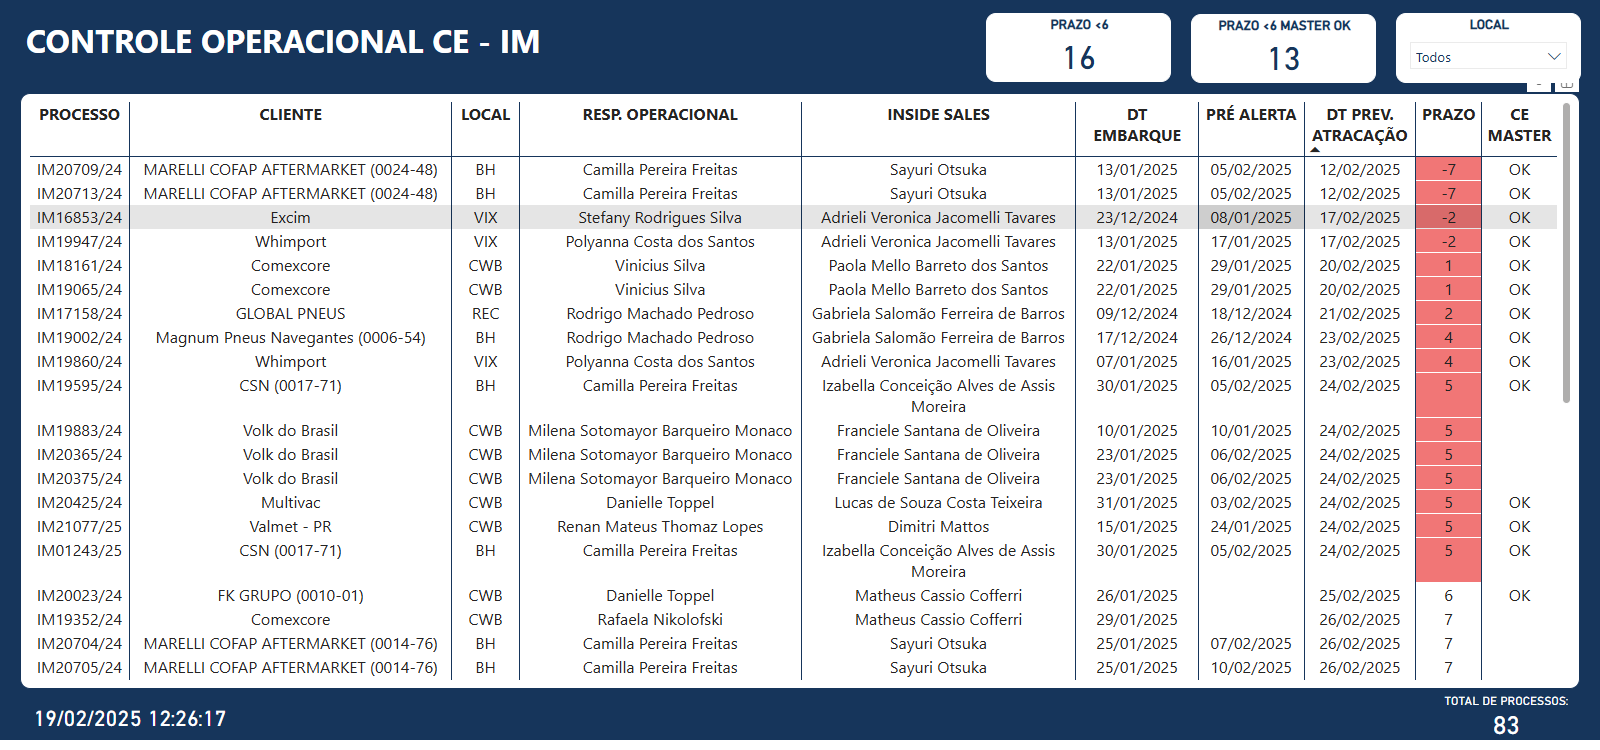 CONTROLE OPERACIONAL CE - IM
PRAZO <6
16
PRAZO <6 MASTER OK
13
LOCAL
Todos
PROCESSO CLIENTE LOCAL RESP. OPERACIONAL INSIDE SALES DT EMBARQUE PRÉ ALERTA DT PREV. ATRACAÇÃO PRAZO CE MASTER
IM20709/24 MARELLI COFAP AFTERMARKET (0024-48) BH Camilla Pereira Freitas Sayuri Otsuka 13/01/2025 05/02/2025 12/02/2025 -7 OK
IM20713/24 MARELLI COFAP AFTERMARKET (0024-48) BH Camilla Pereira Freitas Sayuri Otsuka 13/01/2025 05/02/2025 12/02/2025 -7 OK
IM16853/24 Excim VIX Stefany Rodrigues Silva Adrieli Veronica Jacomelli Tavares 23/12/2024 08/01/2025 17/02/2025 -2 OK
IM19947/24 Whimport VIX Polyanna Costa dos Santos Adrieli Veronica Jacomelli Tavares 13/01/2025 17/01/2025 17/02/2025 -2 OK
IM18161/24 Comexcore CWB Vinicius Silva Paola Mello Barreto dos Santos 22/01/2025 29/01/2025 20/02/2025 1 OK
IM19065/24 Comexcore CWB Vinicius Silva Paola Mello Barreto dos Santos 22/01/2025 29/01/2025 20/02/2025 1 OK
IM17158/24 GLOBAL PNEUS REC Rodrigo Machado Pedroso Gabriela Salomão Ferreira de Barros 09/12/2024 18/12/2024 21/02/2025 2 OK
IM19002/24 Magnum Pneus Navegantes (0006-54) BH Rodrigo Machado Pedroso Gabriela Salomão Ferreira de Barros 17/12/2024 26/12/2024 23/02/2025 4 OK
IM19860/24 Whimport VIX Polyanna Costa dos Santos Adrieli Veronica Jacomelli Tavares 07/01/2025 16/01/2025 23/02/2025 4 OK
IM19595/24 CSN (0017-71) BH Camilla Pereira Freitas Izabella Conceição Alves de Assis Moreira 30/01/2025 05/02/2025 24/02/2025 5 OK
IM19883/24 Volk do Brasil CWB Milena Sotomayor Barqueiro Monaco Franciele Santana de Oliveira 10/01/2025 10/01/2025 24/02/2025 5
IM20365/24 Volk do Brasil CWB Milena Sotomayor Barqueiro Monaco Franciele Santana de Oliveira 23/01/2025 06/02/2025 24/02/2025 5
IM20375/24 Volk do Brasil CWB Milena Sotomayor Barqueiro Monaco Franciele Santana de Oliveira 23/01/2025 06/02/2025 24/02/2025 5
IM20425/24 Multivac CWB Danielle Toppel Lucas de Souza Costa Teixeira 31/01/2025 03/02/2025 24/02/2025 5 OK
IM21077/25 Valmet - PR CWB Renan Mateus Thomaz Lopes Dimitri Mattos 15/01/2025 24/01/2025 24/02/2025 5 OK
IM01243/25 CSN (0017-71) BH Camilla Pereira Freitas Izabella Conceição Alves de Assis Moreira 30/01/2025 05/02/2025 24/02/2025 5 OK
IM20023/24 FK GRUPO (0010-01) CWB Danielle Toppel Matheus Cassio Cofferri 26/01/2025 25/02/2025 6 OK
IM19352/24 Comexcore CWB Rafaela Nikolofski Matheus Cassio Cofferri 29/01/2025 26/02/2025 7
IM20704/24 MARELLI COFAP AFTERMARKET (0014-76) BH Camilla Pereira Freitas Sayuri Otsuka 25/01/2025 07/02/2025 26/02/2025 7
IM20705/24 MARELLI COFAP AFTERMARKET (0014-76) BH Camilla Pereira Freitas Sayuri Otsuka 25/01/2025 10/02/2025 26/02/2025 7
19/02/2025 12:26:17
TOTAL DE PROCESSOS:
83